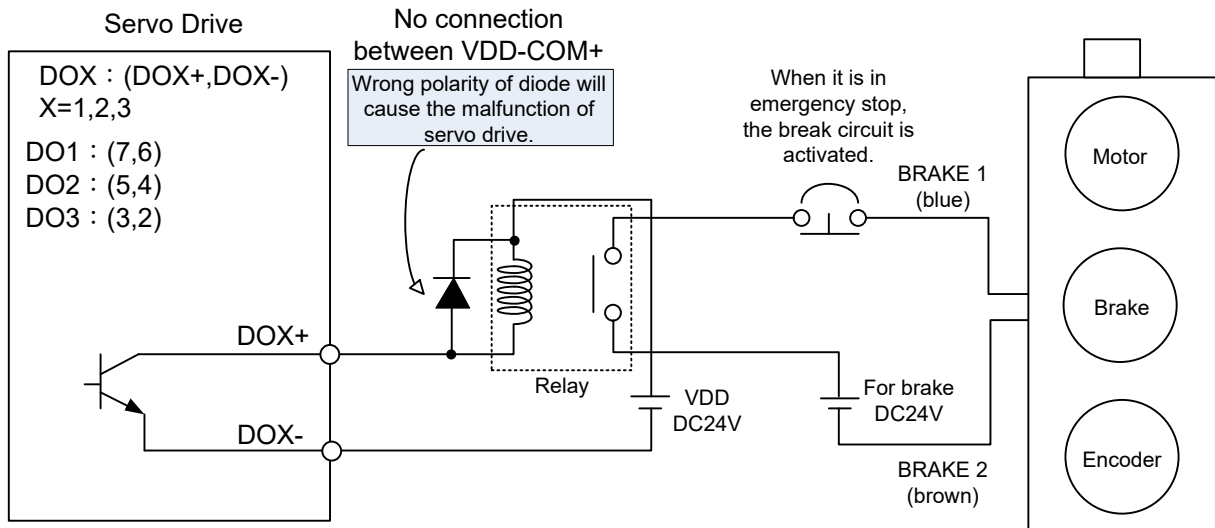 Servo Drive
DOX：(DOX+,DOX-)
X=1,2,3
DO1：(7,6)
DO2：(5,4)
DO3：(3,2)
No connection
between VDD-COM+
Wrong polarity of diode will
cause the malfunction of
servo drive.
When it is in
emergency stop,
the break circuit is
activated.
BRAKE 1
(blue)
Motor
Brake
Encoder
DOX+
DOX-
Relay
VDD
DC24V
For brake
DC24V
BRAKE 2
(brown)